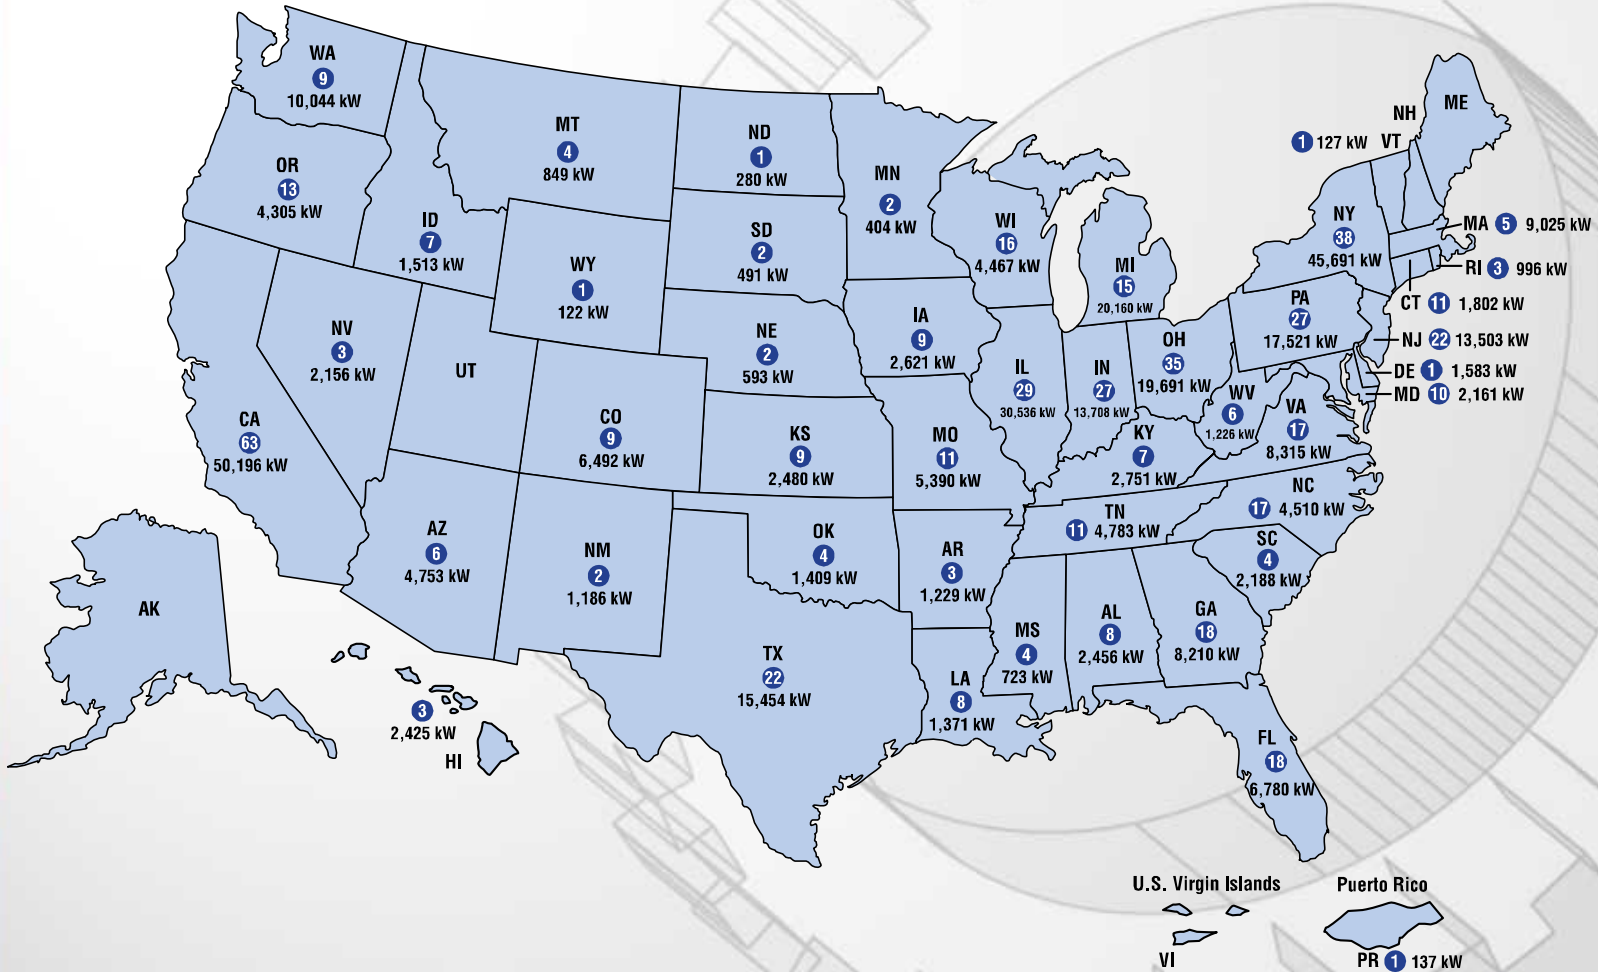 WA
9
10,044 kW
OR
13
4,305 kW
ID
7
1,513 kW
MT
4
849 kW
ND
1
280 kW
MN
2
404 kW
SD
2
491 kW
WY
1
122 kW
NE
2
593 kW
NV
3
2,156 kW
UT
CA
63
50,196 kW
CO
9
6,492 kW
KS
9
2,480 kW
IA
9
2,621 kW
WI
16
4,467 kW
MI
15
20,160 kW
IL
29
30,536 kW
IN
27
13,708 kW
OH
35
19,691 kW
MO
11
5,390 kW
KY
7
2,751 kW
WV
6
1,226 kW
VA
17
8,315 kW
PA
27
17,521 kW
NY
38
45,691 kW
1 127 kW VT
NH
ME
MA 5 9,025 kW
RI 3 996 kW
CT 11 1,802 kW
NJ 22 13,503 kW
DE 1 1,583 kW
MD 10 2,161 kW
NC
17 4,510 kW
TN
11 4,783 kW
SC
4
2,188 kW
AZ
6
4,753 kW
NM
2
1,186 kW
OK
4
1,409 kW
AR
3
1,229 kW
TX
22
15,454 kW
LA
8
1,371 kW
MS
4
723 kW
AL
8
2,456 kW
GA
18
8,210 kW
FL
18
6,780 kW
AK
3
2,425 kW
HI
U.S. Virgin Islands
VI
Puerto Rico
PR 1 137 kW